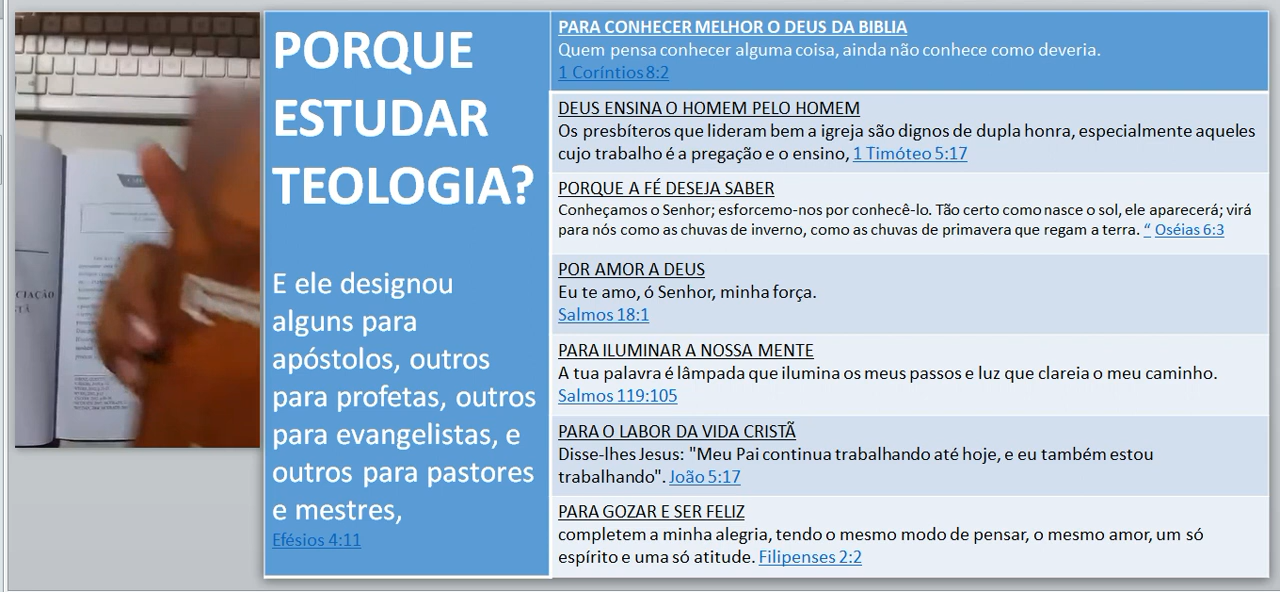 PORQUE
ESTUDAR
TEOLOGIA?
E ele designou
alguns para
apóstolos, outros
para profetas, outros
para evangelistas, e
outros para pastores
e mestres,
Efésios 4:11
PARA CONHECER MELHOR O DEUS DA BIBLIA
Quem pensa conhecer alguma coisa, ainda não conhece como deveria.
1 Coríntios 8:2
DEUS ENSINA O HOMEM PELO HOMEM
Os presbíteros que lideram bem a igreja são dignos de dupla honra, especialmente aqueles
cujo trabalho é a pregação e o ensino, 1 Timóteo 5:17
PORQUE A FÉ DESEJA SABER
Conheçamos o Senhor; esforcemo-nos por conhecê-lo. Tão certo como nasce o sol, ele aparecerá; virá
para nós como as chuvas de inverno, como as chuvas de primavera que regam a terra. “ Oséias 6:3
POR AMOR A DEUS
Eu te amo, ó Senhor, minha força.
Salmos 18:1
PARA ILUMINAR A NOSSA MENTE
A tua palavra é lâmpada que ilumina os meus passos e luz que clareia o meu caminho.
Salmos 119:105
PARA O LABOR DA VIDA CRISTÃ
Disse-lhes Jesus: "Meu Pai continua trabalhando até hoje, e eu também estou
trabalhando". João 5:17
PARA GOZAR E SER FELIZ
completem a minha alegria, tendo o mesmo modo de pensar, o mesmo amor, um só
espírito e uma só atitude. Filipenses 2:2